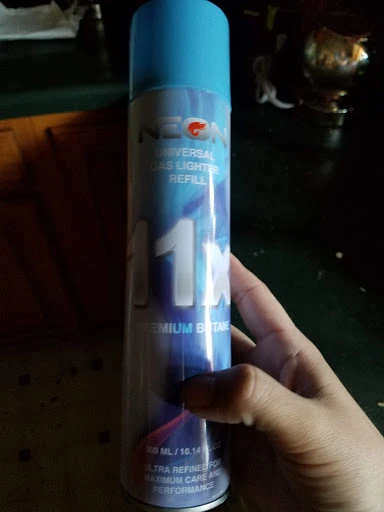 NEON
UNIVERSAL
GAS LIGHTER
REFILL
11x
PREMIUM BUTANE
300 ML / 10.14
ULTRA REFINED FOR
MAXIMUM CARE AND
PERFORMANCE